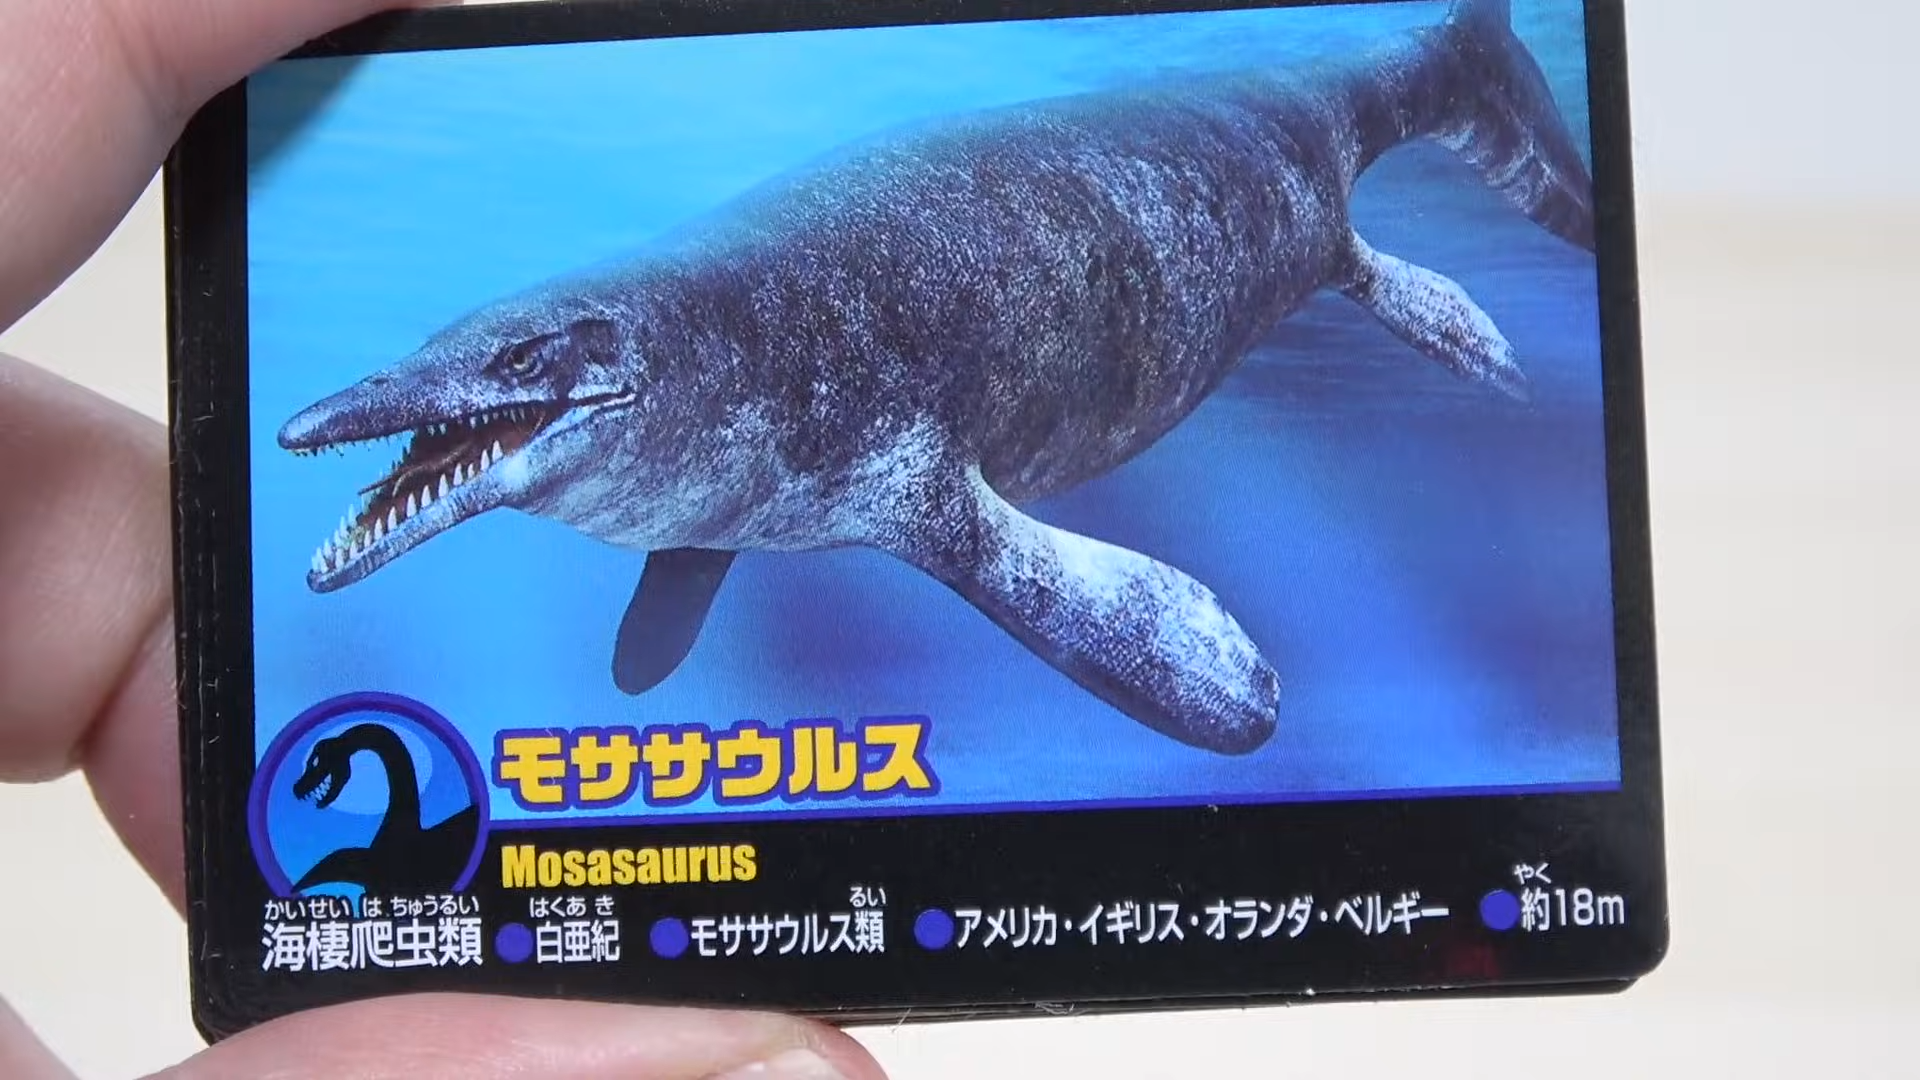 モササウルス
Mosasaurus
かいせい は ちゅうるい はくあ き るい やく
海棲爬虫類 ●白亜紀 ●モササウルス類 ●アメリカ・イギリス・オランダ・ベルギー ●約18m